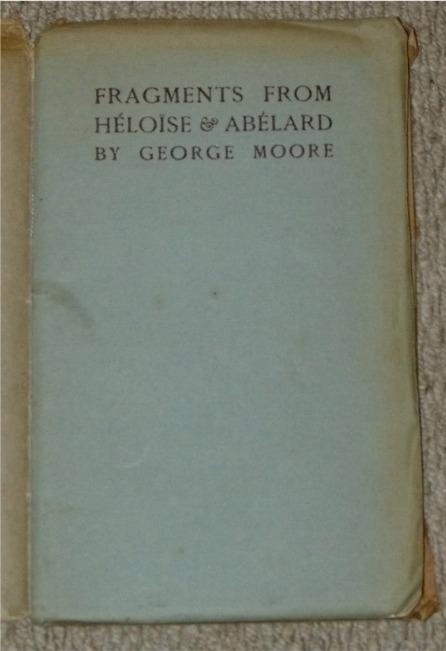 FRAGMENTS FROM
HÉLOÏSE & ABÉLARD
BY GEORGE MOORE